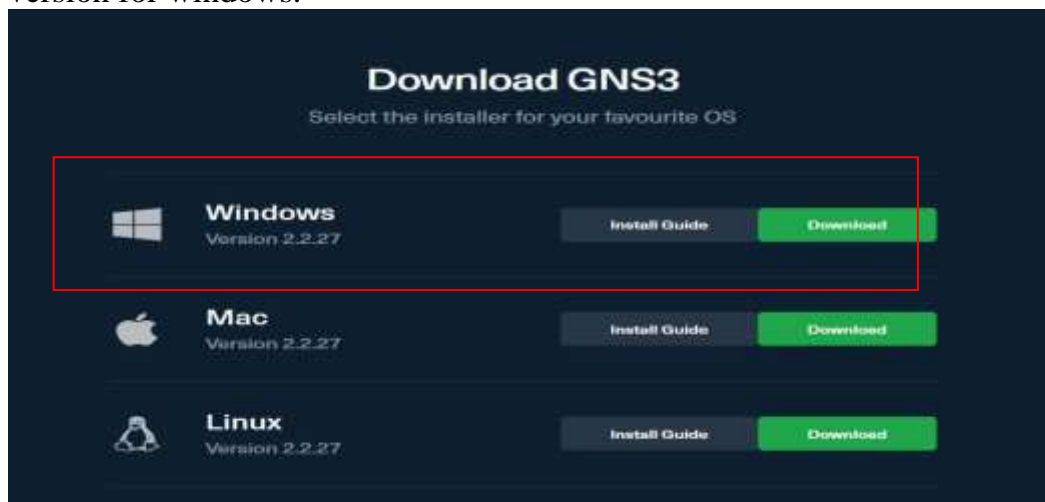 version for windows.
Download GNS3
Select the installer for your favourite OS
Windows
Version 2.2.27
Install Guide
Download
Mac
Version 2.2.27
Install Guide
Download
Linux
Version 2.2.27
Install Guide
Download